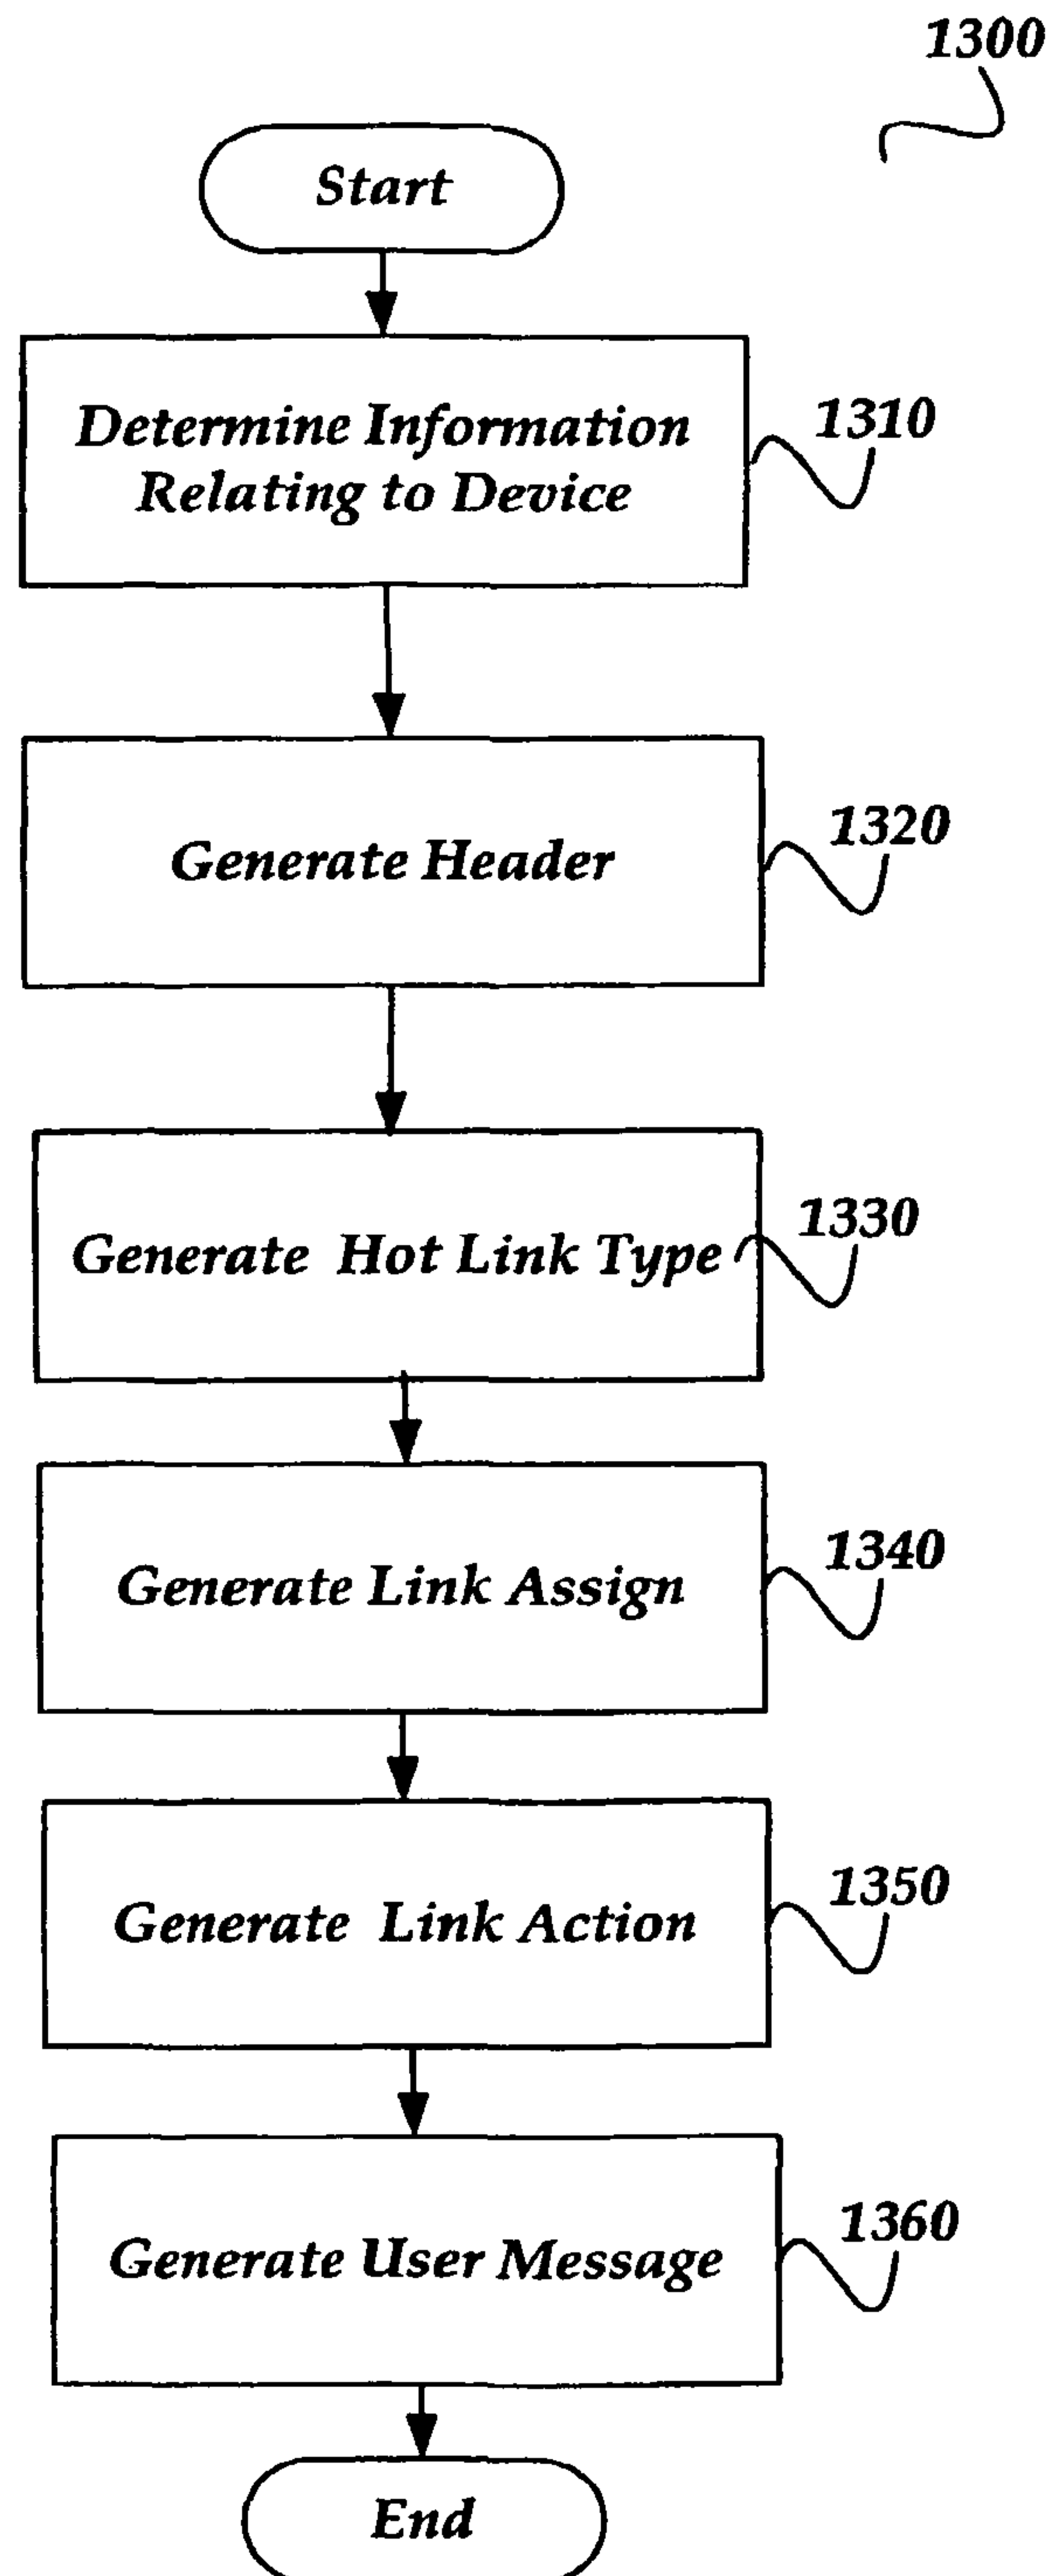 1300
Start
Determine Information
Relating to Device
1310
Generate Header
1320
Generate Hot Link Type
1330
Generate Link Assign
1340
Generate Link Action
1350
Generate User Message
1360
End